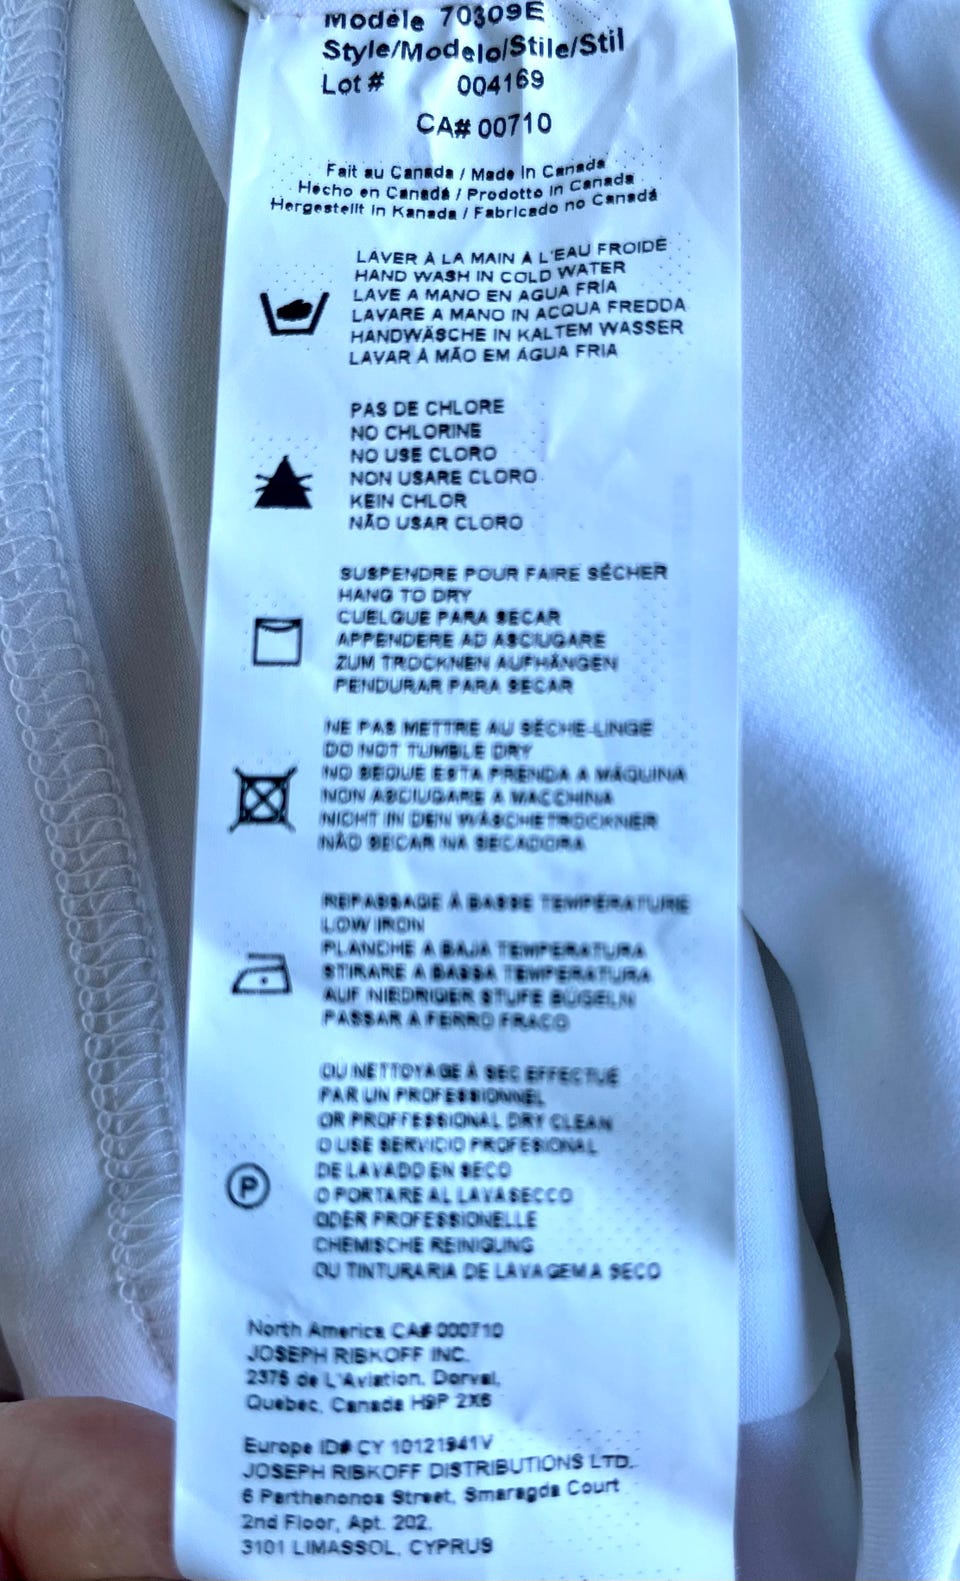 Modèle 70309E
Style/Modelo/Stile/Stil
Lot # 004169
CA# 00710
Fait au Canada / Made In Canada
Hecho en Canadá / Prodotto in Canada
Hergestellt in Kanada / Fabricado no Canadá
LAVER À LA MAIN À L'EAU FROIDE
HAND WASH IN COLD WATER
LAVE A MANO EN AGUA FRÍA
LAVARE A MANO IN ACQUA FREDDA
HANDWÄSCHE IN KALTEM WASSER
LAVAR À MÃO EM ÁGUA FRIA
PAS DE CHLORE
NO CHLORINE
NO USE CLORO
NON USARE CLORO
KEIN CHLOR
NÃO USAR CLORO
SUSPENDRE POUR FAIRE SÉCHER
HANG TO DRY
CUELGUE PARA SECAR
APPENDERE AD ASCIUGARE
ZUM TROCKNEN AUFHÄNGEN
PENDURAR PARA SECAR
NE PAS METTRE AU SÈCHE-LINGE
DO NOT TUMBLE DRY
NO SEQUE ESTA PRENDA A MÁQUINA
NON ASCIUGARE A MACCHINA
NICHT IN DEN WÄSCHETROCKNER
NÃO SECAR NA SECADORA
REPASSAGE À BASSE TEMPÉRATURE
LOW IRON
PLANCHE A BAJA TEMPERATURA
STIRARE A BASSA TEMPERATURA
AUF NIEDRIGER STUFE BÜGELN
PASSAR A FERRO FRACO
OU NETTOYAGE À SEC EFFECTUÉ
PAR UN PROFESSIONNEL
OR PROFFESSIONAL DRY CLEAN
O USE SERVICIO PROFESIONAL
DE LAVADO EN SECO
P
O PORTARE AL LAVASECCO
ODER PROFESSIONELLE
CHEMISCHE REINIGUNG
OU TINTURARIA DE LAVAGEM A SECO
North America CA# 000710
JOSEPH RIBKOFF INC.
2375 de L'Aviation, Dorval,
Quebec, Canada H9P 2X6
Europe ID# CY 10121941V
JOSEPH RIBKOFF DISTRIBUTIONS LTD.
6 Parthenonos Street, Smaragda Court
2nd Floor, Apt. 202,
3101 LIMASSOL, CYPRUS